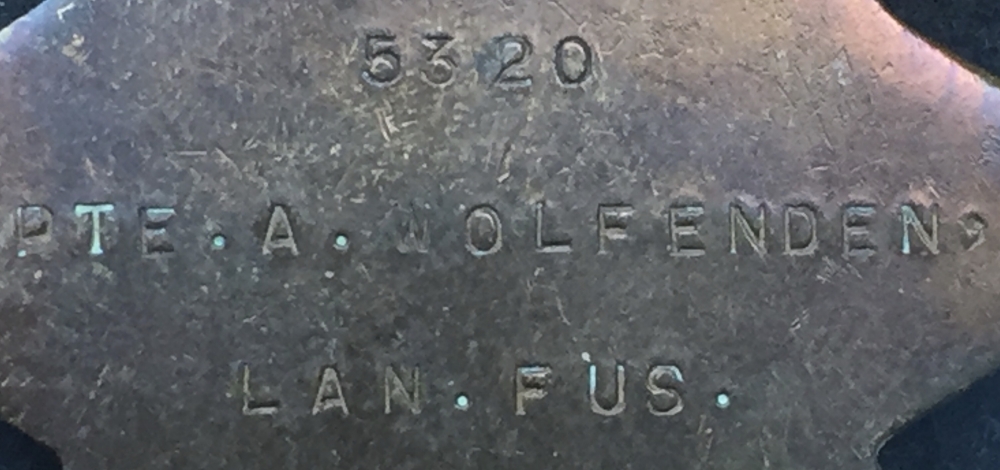 5320
PTE. A. WOLFENDEN,
LAN. FUS.